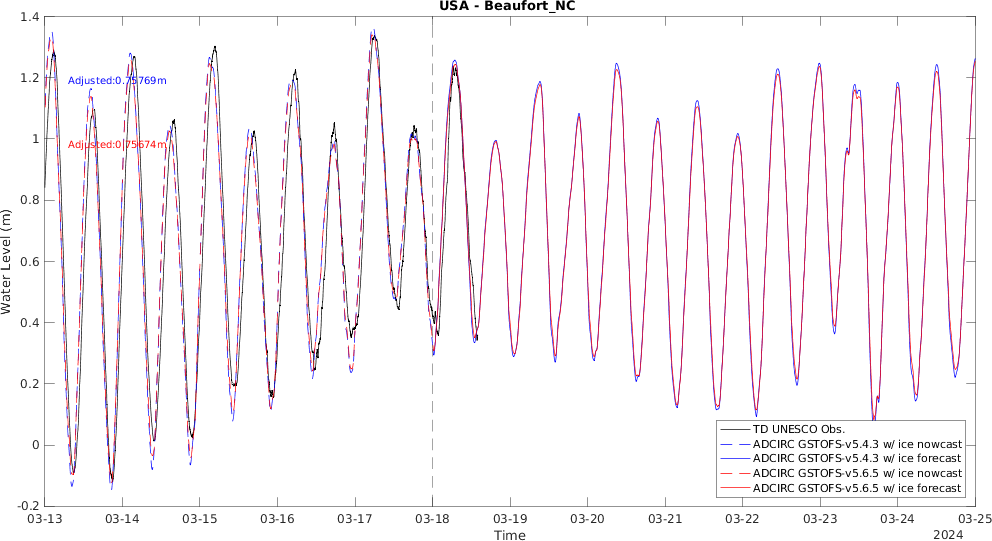 USA - Beaufort_NC
1.4
1.2
1
0.8
0.6
0.4
0.2
0
-0.2
Water Level (m)
Adjusted:0.75769m
Adjusted:0.75674m
TD UNESCO Obs.
ADCIRC GSTOFS-v5.4.3 w/ ice nowcast
ADCIRC GSTOFS-v5.4.3 w/ ice forecast
ADCIRC GSTOFS-v5.6.5 w/ ice nowcast
ADCIRC GSTOFS-v5.6.5 w/ ice forecast
03-13 03-14 03-15 03-16 03-17 03-18 03-19 03-20 03-21 03-22 03-23 03-24 03-25
Time
2024